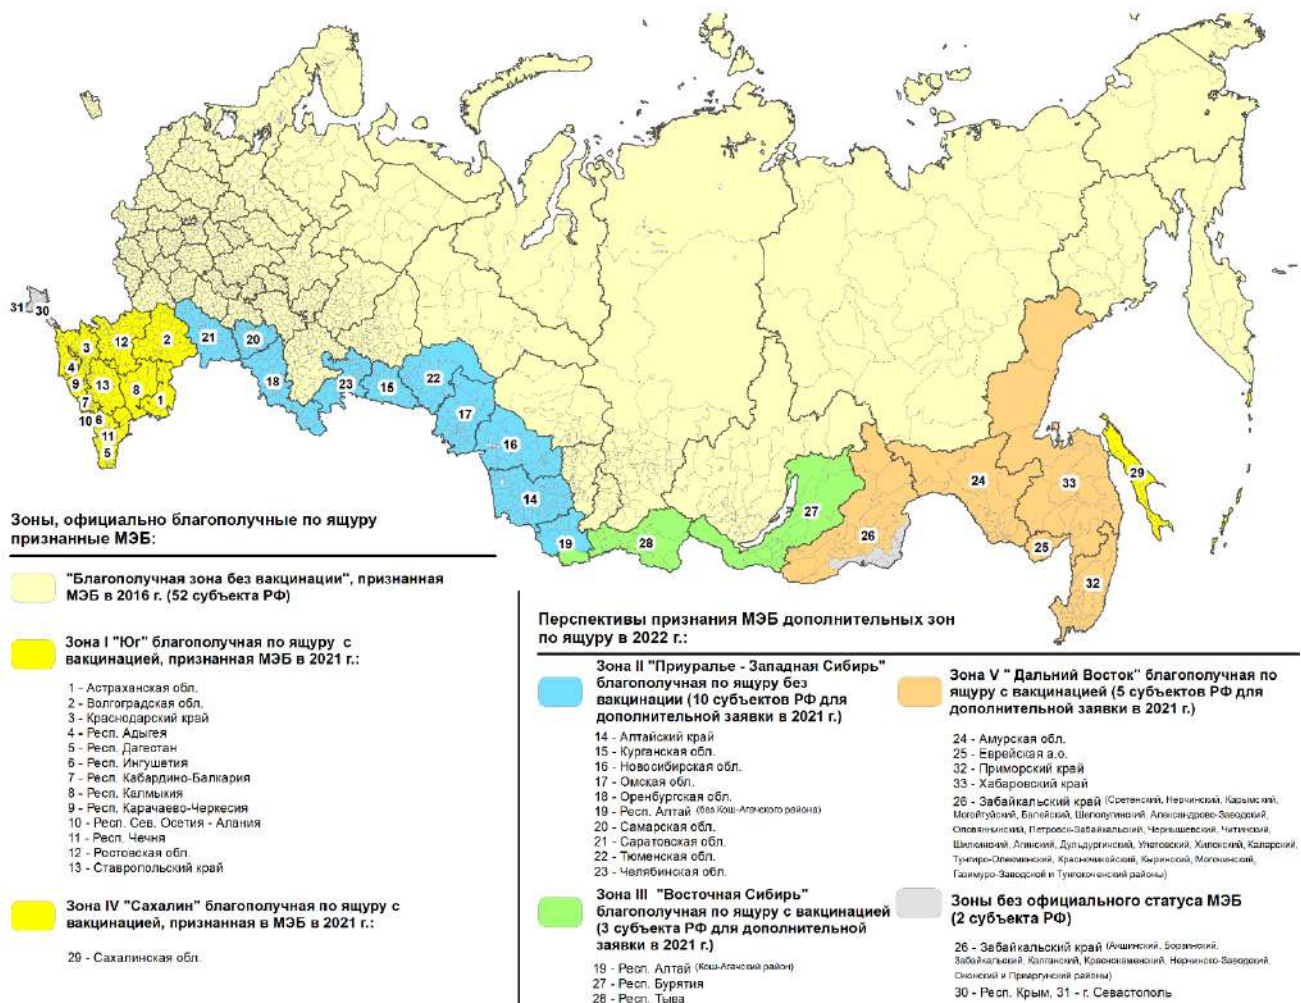 31
30
3
12
2
21
20
4
9
13
8
1
7
10
6
11
5
18
23
15
22
17
16
14
19
28
27
26
24
25
33
32
29
Зоны, официально благополучные по ящуру
признанные МЭБ:
"Благополучная зона без вакцинации", признанная
МЭБ в 2016 г. (52 субъекта РФ)
Зона I "Юг" благополучная по ящуру с
вакцинацией, признанная МЭБ в 2021 г.:
1 - Астраханская обл.
2 - Волгоградская обл.
3 - Краснодарский край
4 - Респ. Адыгея
5 - Респ. Дагестан
6 - Респ. Ингушетия
7 - Респ. Кабардино-Балкария
8 - Респ. Калмыкия
9 - Респ. Карачаево-Черкесия
10 - Респ. Сев. Осетия - Алания
11 - Респ. Чечня
12 - Ростовская обл.
13 - Ставропольский край
Зона IV "Сахалин" благополучная по ящуру с
вакцинацией, признанная в МЭБ в 2021 г.:
29 - Сахалинская обл.
Перспективы признания МЭБ дополнительных зон
по ящуру в 2022 г.:
Зона II "Приуралье - Западная Сибирь"
благополучная по ящуру без
вакцинации (10 субъектов РФ для
дополнительной заявки в 2021 г.)
14 - Алтайский край
15 - Курганская обл.
16 - Новосибирская обл.
17 - Омская обл.
18 - Оренбургская обл.
19 - Респ. Алтай (без Кош-Агачского района)
20 - Самарская обл.
21 - Саратовская обл.
22 - Тюменская обл.
23 - Челябинская обл.
Зона III "Восточная Сибирь"
благополучная по ящуру с вакцинацией
(3 субъекта РФ для дополнительной
заявки в 2021 г.)
19 - Респ. Алтай (Кош-Агачский район)
27 - Респ. Бурятия
28 - Респ. Тыва
Зона V " Дальний Восток" благополучная по
ящуру с вакцинацией (5 субъектов РФ для
дополнительной заявки в 2021 г.)
24 - Амурская обл.
25 - Еврейская а.о.
32 - Приморский край
33 - Хабаровский край
26 - Забайкальский край (Сретенский, Нерчинский, Карымский,
Могойтуйский, Балейский, Шелопугинский, Александрово-Заводский,
Оловяннинский, Петровск-Забайкальский, Чернышевский, Читинский,
Шилкинский, Агинский, Дульдургинский, Улетовский, Хилокский, Каларский,
Тунгиро-Олекминский, Красночикойский, Кыринский, Могочинский,
Газимуро-Заводской и Тунгокоченский районы)
Зоны без официального статуса МЭБ
(2 субъекта РФ)
26 - Забайкальский край (Акшинский, Борзинский,
Забайкальский, Калганский, Краснокаменский, Нерчинско-Заводский,
Ононский и Приаргунский районы)
30 - Респ. Крым, 31 - г. Севастополь